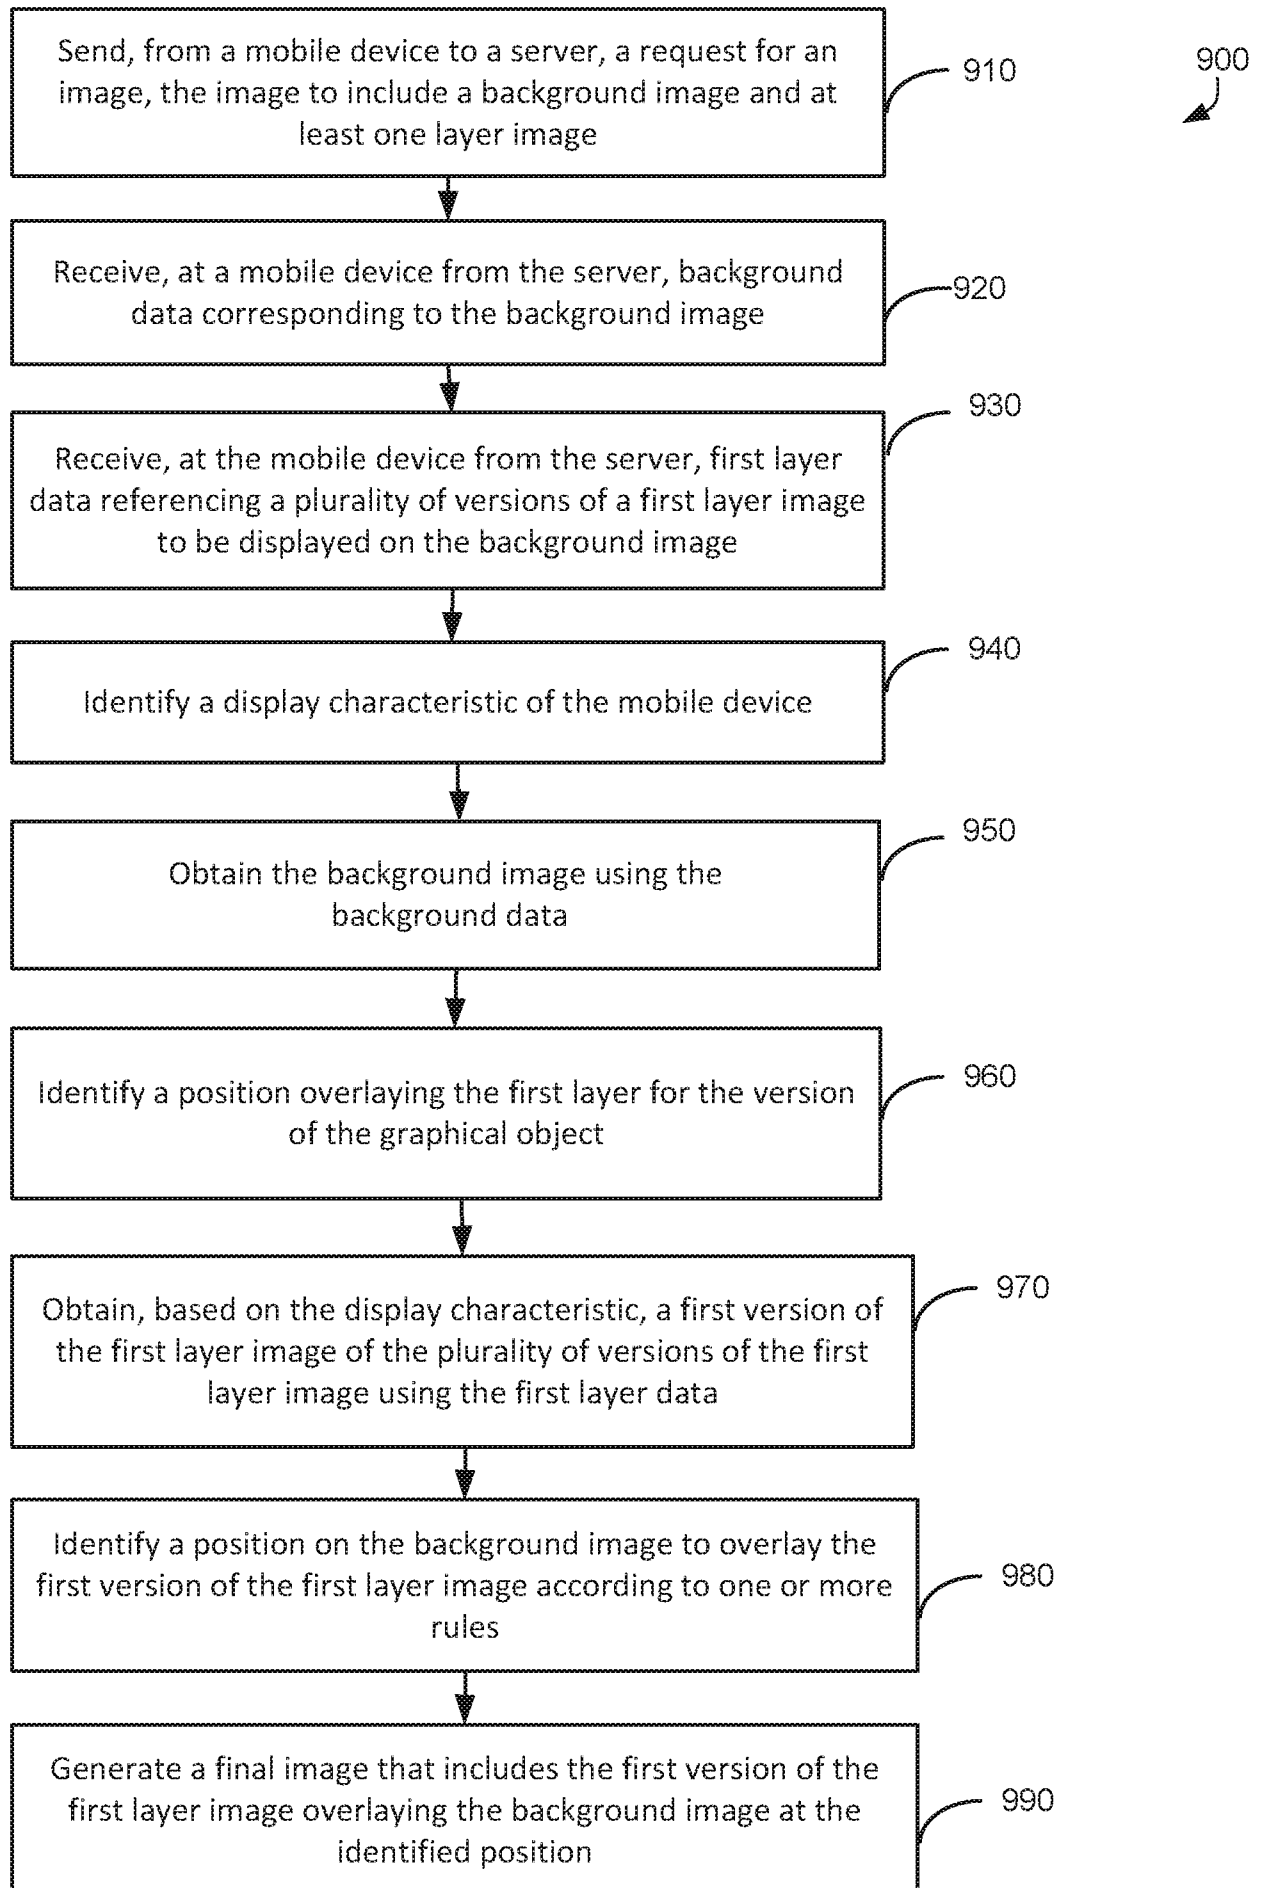 Send, from a mobile device to a server, a request for an
image, the image to include a background image and at
least one layer image
910
900
Receive, at a mobile device from the server, background
data corresponding to the background image
920
930
Receive, at the mobile device from the server, first layer
data referencing a plurality of versions of a first layer image
to be displayed on the background image
940
Identify a display characteristic of the mobile device
950
Obtain the background image using the
background data
960
Identify a position overlaying the first layer for the version
of the graphical object
970
Obtain, based on the display characteristic, a first version of
the first layer image of the plurality of versions of the first
layer image using the first layer data
Identify a position on the background image to overlay the
first version of the first layer image according to one or more
rules
980
Generate a final image that includes the first version of the
first layer image overlaying the background image at the
identified position
990